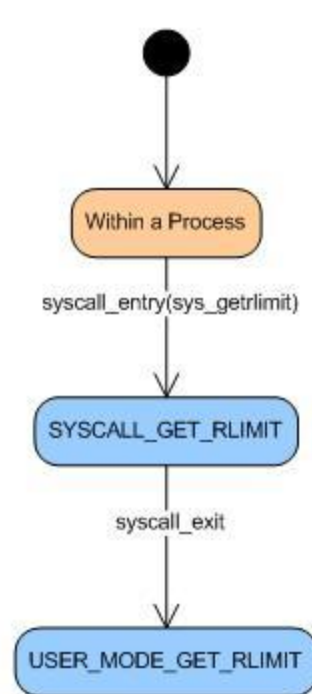 Within a Process
syscall_entry(sys_getrlimit)
SYSCALL_GET_RLIMIT
syscall_exit
USER_MODE_GET_RLIMIT